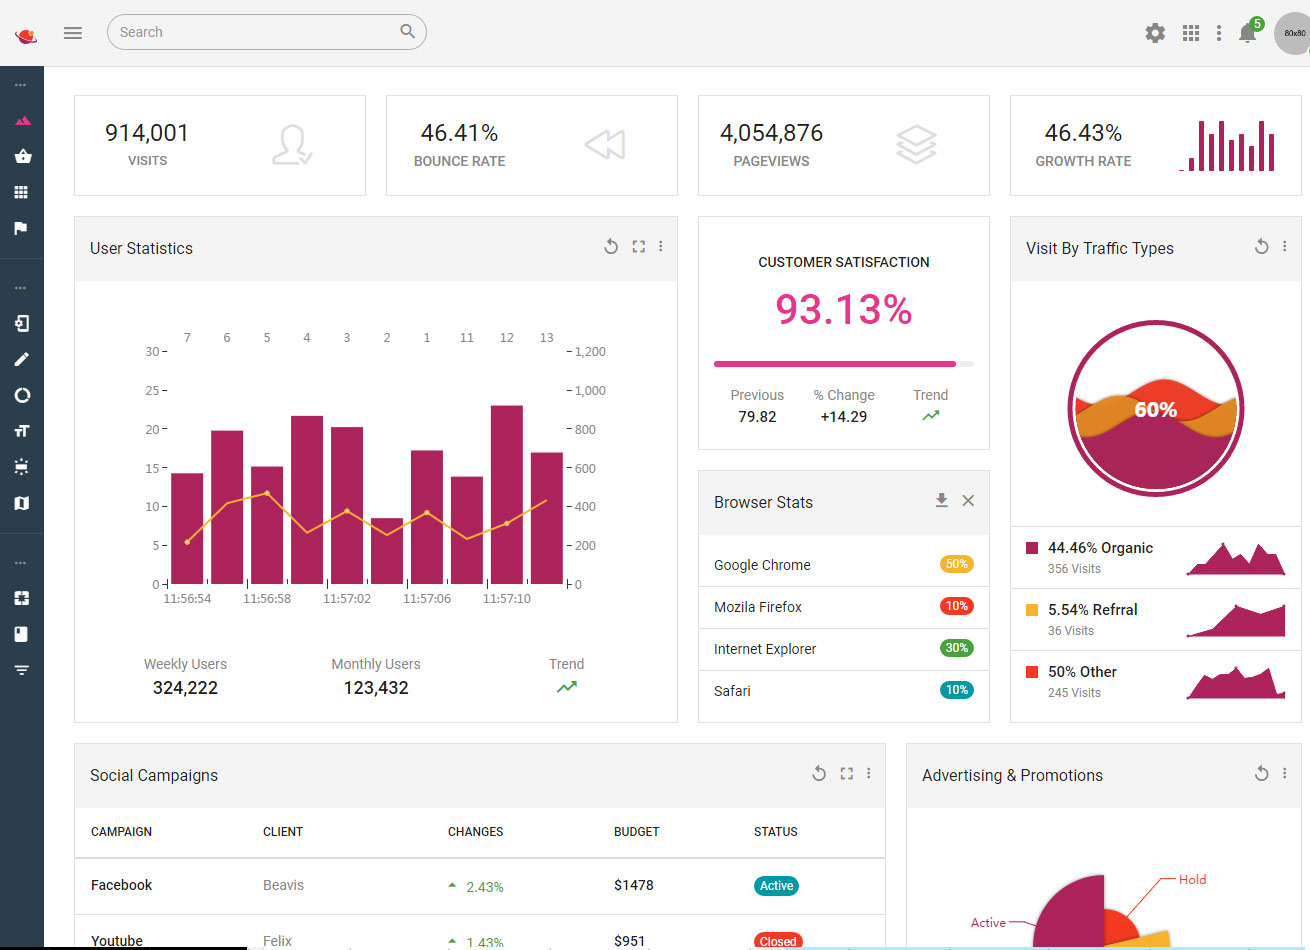 Search
5
80x80
914,001
VISITS
46.41%
BOUNCE RATE
4,054,876
PAGEVIEWS
46.43%
GROWTH RATE
User Statistics
7 6 5 4 3 2 1 11 12 13
30 1,200
25 1,000
20 800
15 600
10 400
5 200
0 0
11:56:54 11:56:58 11:57:02 11:57:06 11:57:10
Weekly Users Monthly Users Trend
324,222 123,432
CUSTOMER SATISFACTION
93.13%
Previous % Change Trend
79.82 +14.29
Browser Stats
Google Chrome 50%
Mozila Firefox 10%
Internet Explorer 30%
Safari 10%
Visit By Traffic Types
60%
44.46% Organic
356 Visits
5.54% Refrral
36 Visits
50% Other
245 Visits
Social Campaigns
CAMPAIGN CLIENT CHANGES BUDGET STATUS
Facebook Beavis 2.43% $1478 Active
Youtube Felix 1.43% $951 Closed
Advertising & Promotions
Hold
Active